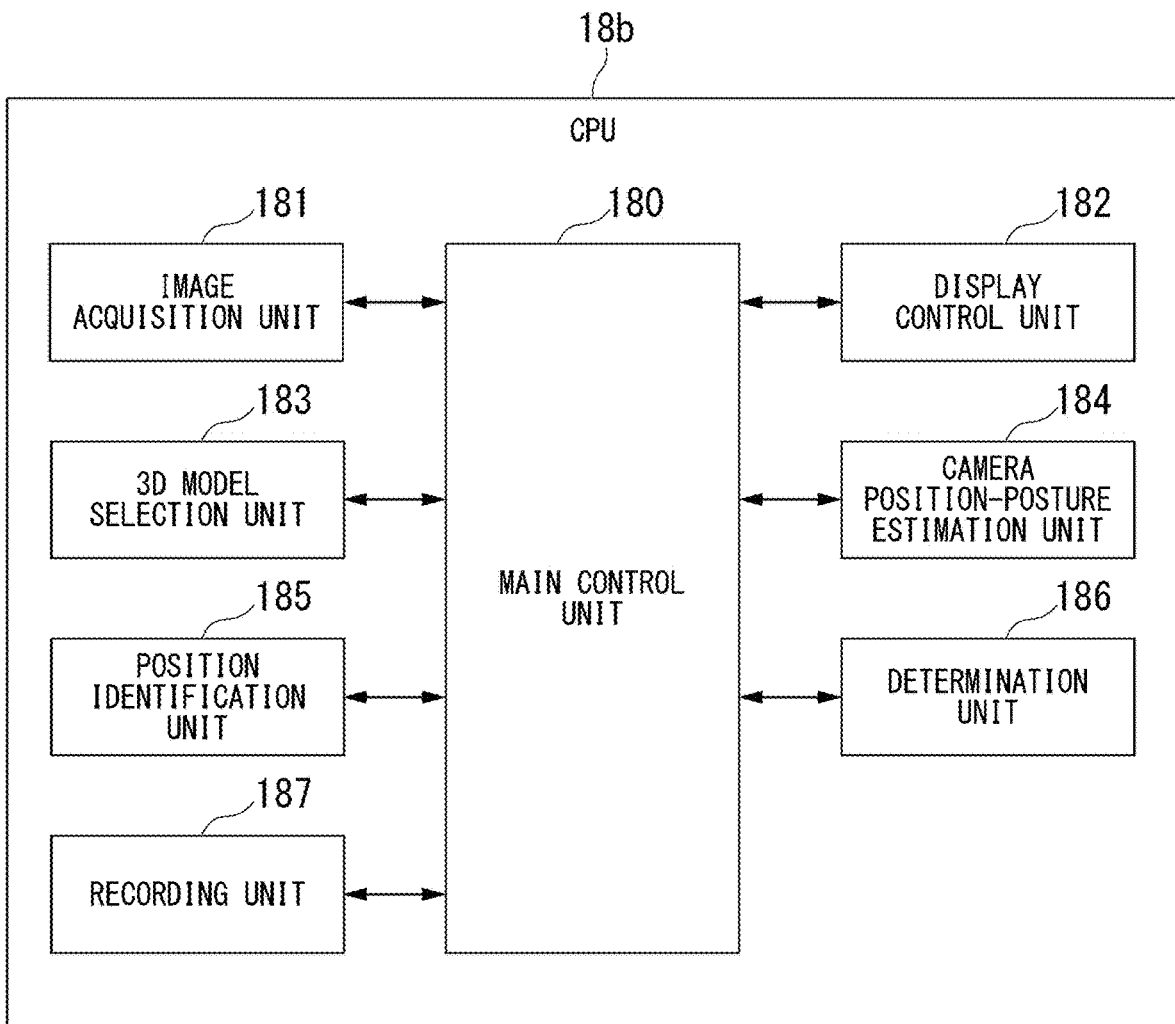 18b
CPU
181
IMAGE
ACQUISITION UNIT
180
MAIN CONTROL
UNIT
182
DISPLAY
CONTROL UNIT
183
3D MODEL
SELECTION UNIT
184
CAMERA
POSITION-POSTURE
ESTIMATION UNIT
185
POSITION
IDENTIFICATION
UNIT
186
DETERMINATION
UNIT
187
RECORDING UNIT